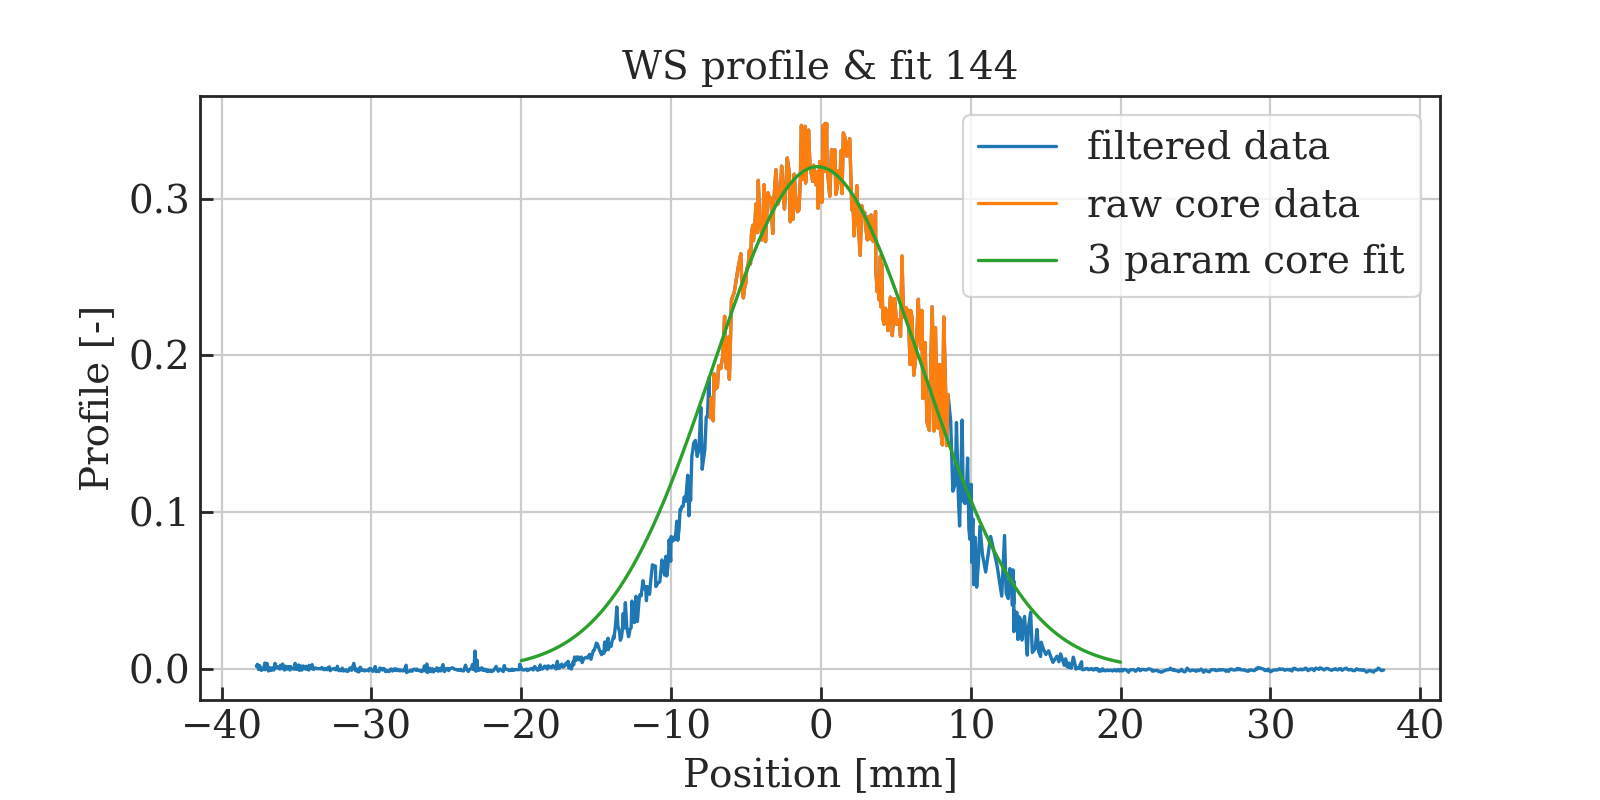 WS profile & fit 144
filtered data
raw core data
3 param core fit
Profile [-]
0.3
0.2
0.1
0.0
−40 −30 −20 −10 0 10 20 30 40
Position [mm]